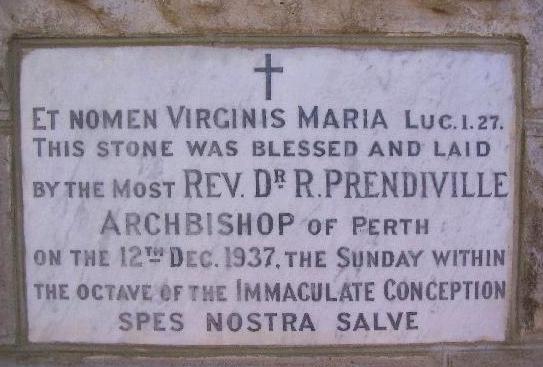 ET NOMEN VIRGINIS MARIA LUC.1.27.
THIS STONE WAS BLESSED AND LAID
BY THE MOST REV. DR R. PRENDIVILLE
ARCHBISHOP OF PERTH
ON THE 12TH DEC. 1937, THE SUNDAY WITHIN
THE OCTAVE OF THE IMMACULATE CONCEPTION
SPES NOSTRA SALVE